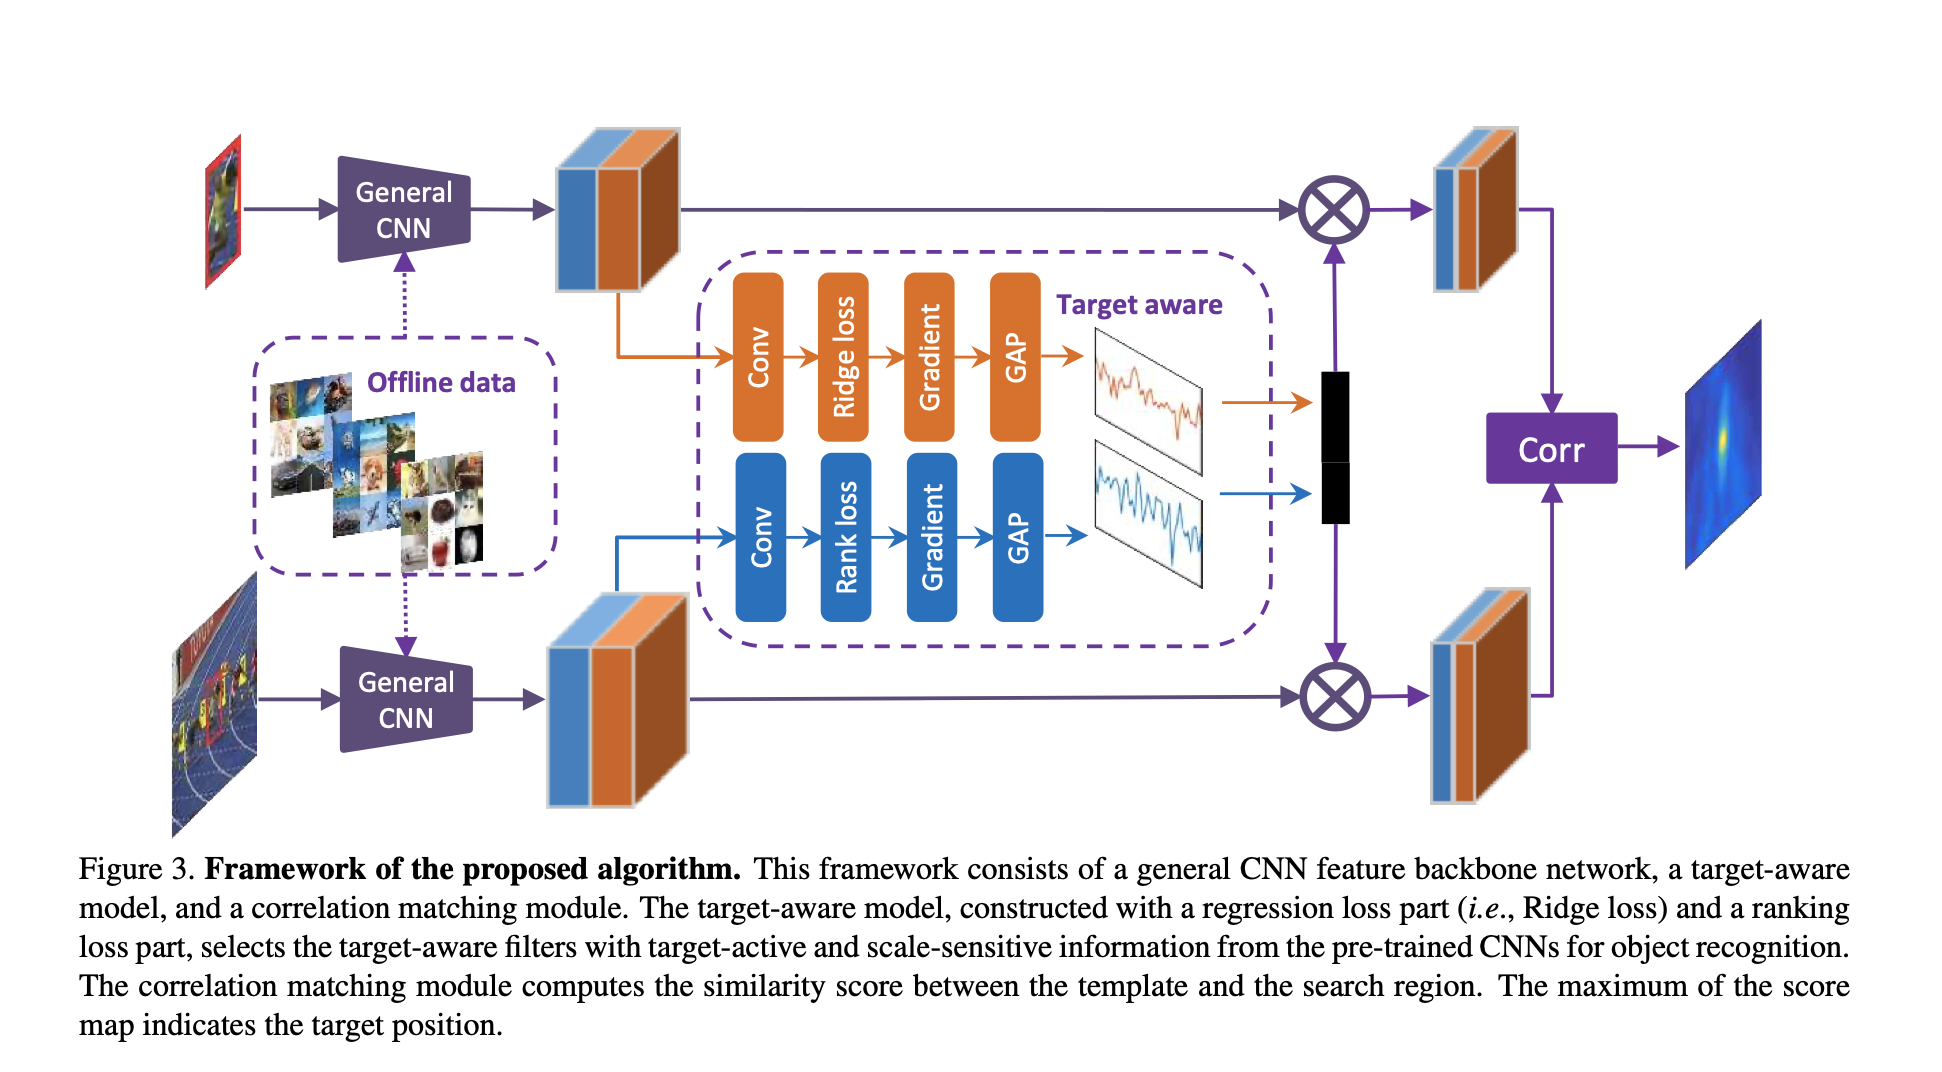 General
CNN
Target aware
Conv
Ridge loss
Gradient
GAP
Offline data
Conv
Rank loss
Gradient
GAP
Corr
General
CNN
Figure 3. Framework of the proposed algorithm. This framework consists of a general CNN feature backbone network, a target-aware
model, and a correlation matching module. The target-aware model, constructed with a regression loss part (i.e., Ridge loss) and a ranking
loss part, selects the target-aware filters with target-active and scale-sensitive information from the pre-trained CNNs for object recognition.
The correlation matching module computes the similarity score between the template and the search region. The maximum of the score
map indicates the target position.